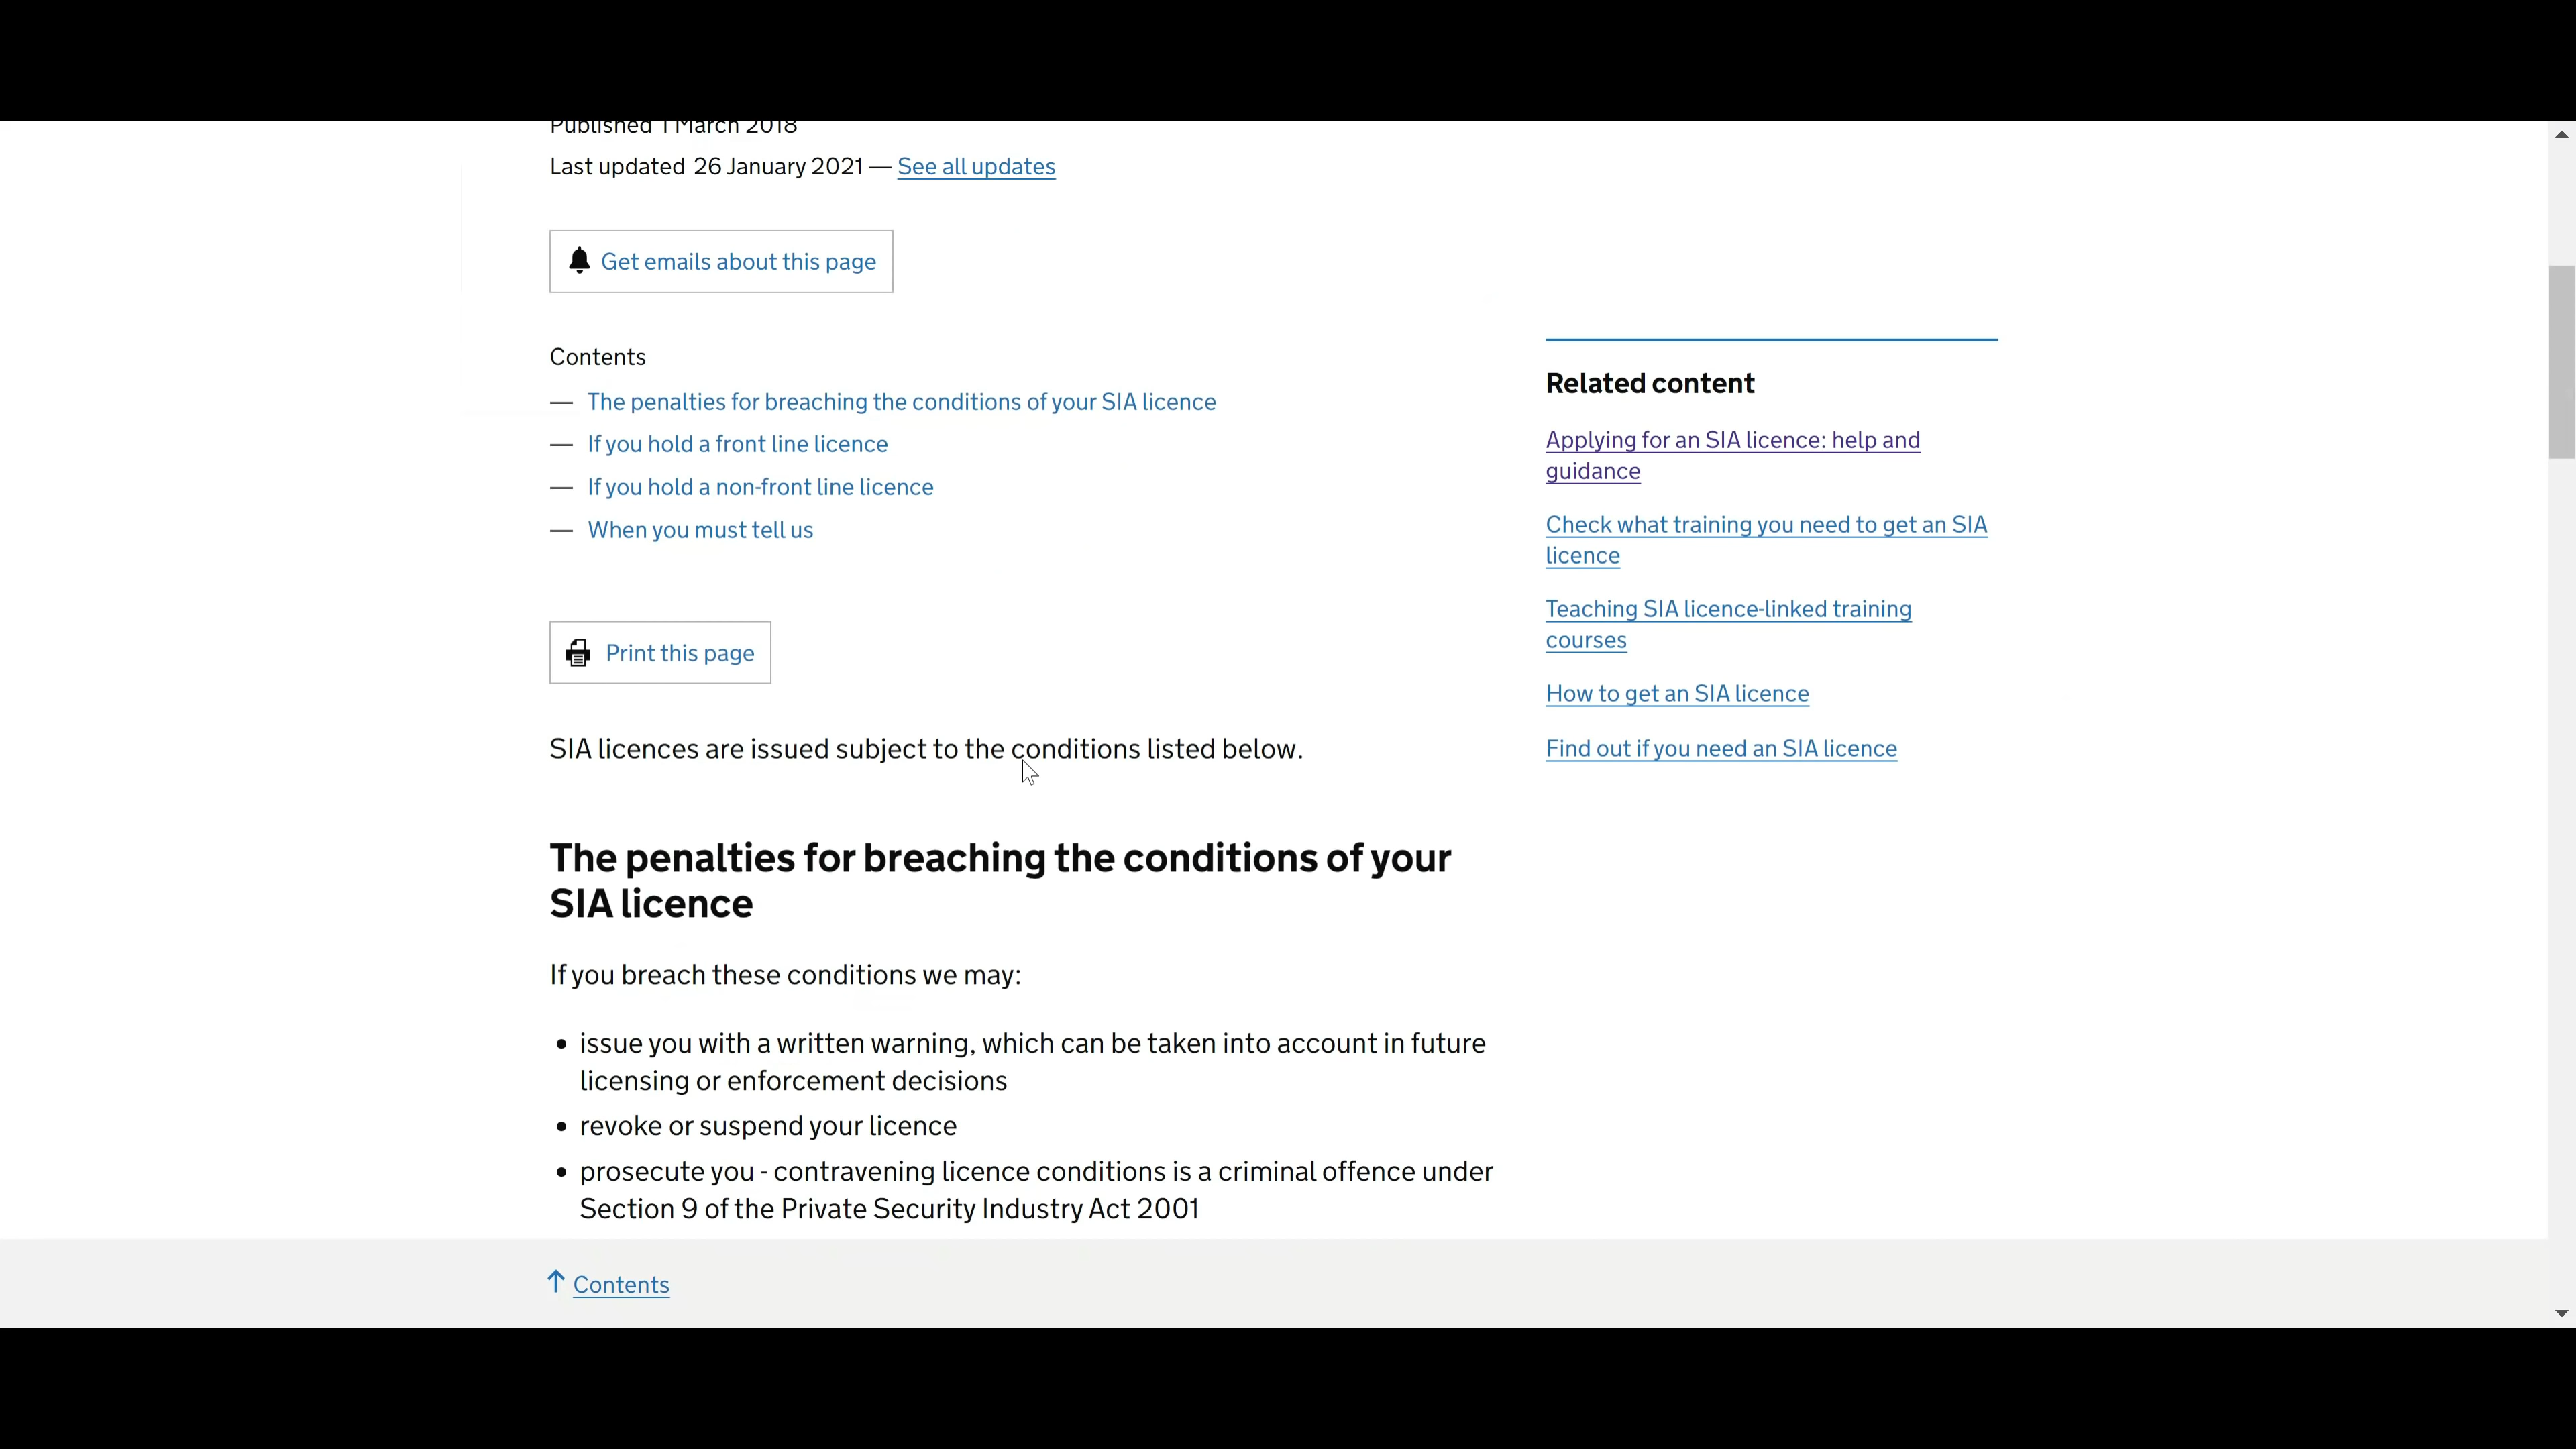 Published 1 March 2018
Last updated 26 January 2021 — See all updates
Get emails about this page
Contents
— The penalties for breaching the conditions of your SIA licence
— If you hold a front line licence
— If you hold a non-front line licence
— When you must tell us
Print this page
SIA licences are issued subject to the conditions listed below.
The penalties for breaching the conditions of your
SIA licence
If you breach these conditions we may:
• issue you with a written warning, which can be taken into account in future
licensing or enforcement decisions
• revoke or suspend your licence
• prosecute you - contravening licence conditions is a criminal offence under
Section 9 of the Private Security Industry Act 2001
↑ Contents
Related content
Applying for an SIA licence: help and
guidance
Check what training you need to get an SIA
licence
Teaching SIA licence-linked training
courses
How to get an SIA licence
Find out if you need an SIA licence